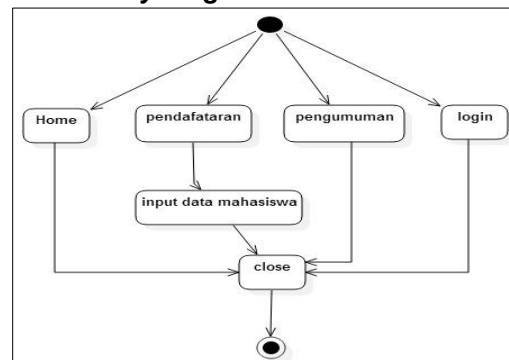 Home
pendafataran
pengumuman
login
input data mahasiswa
close